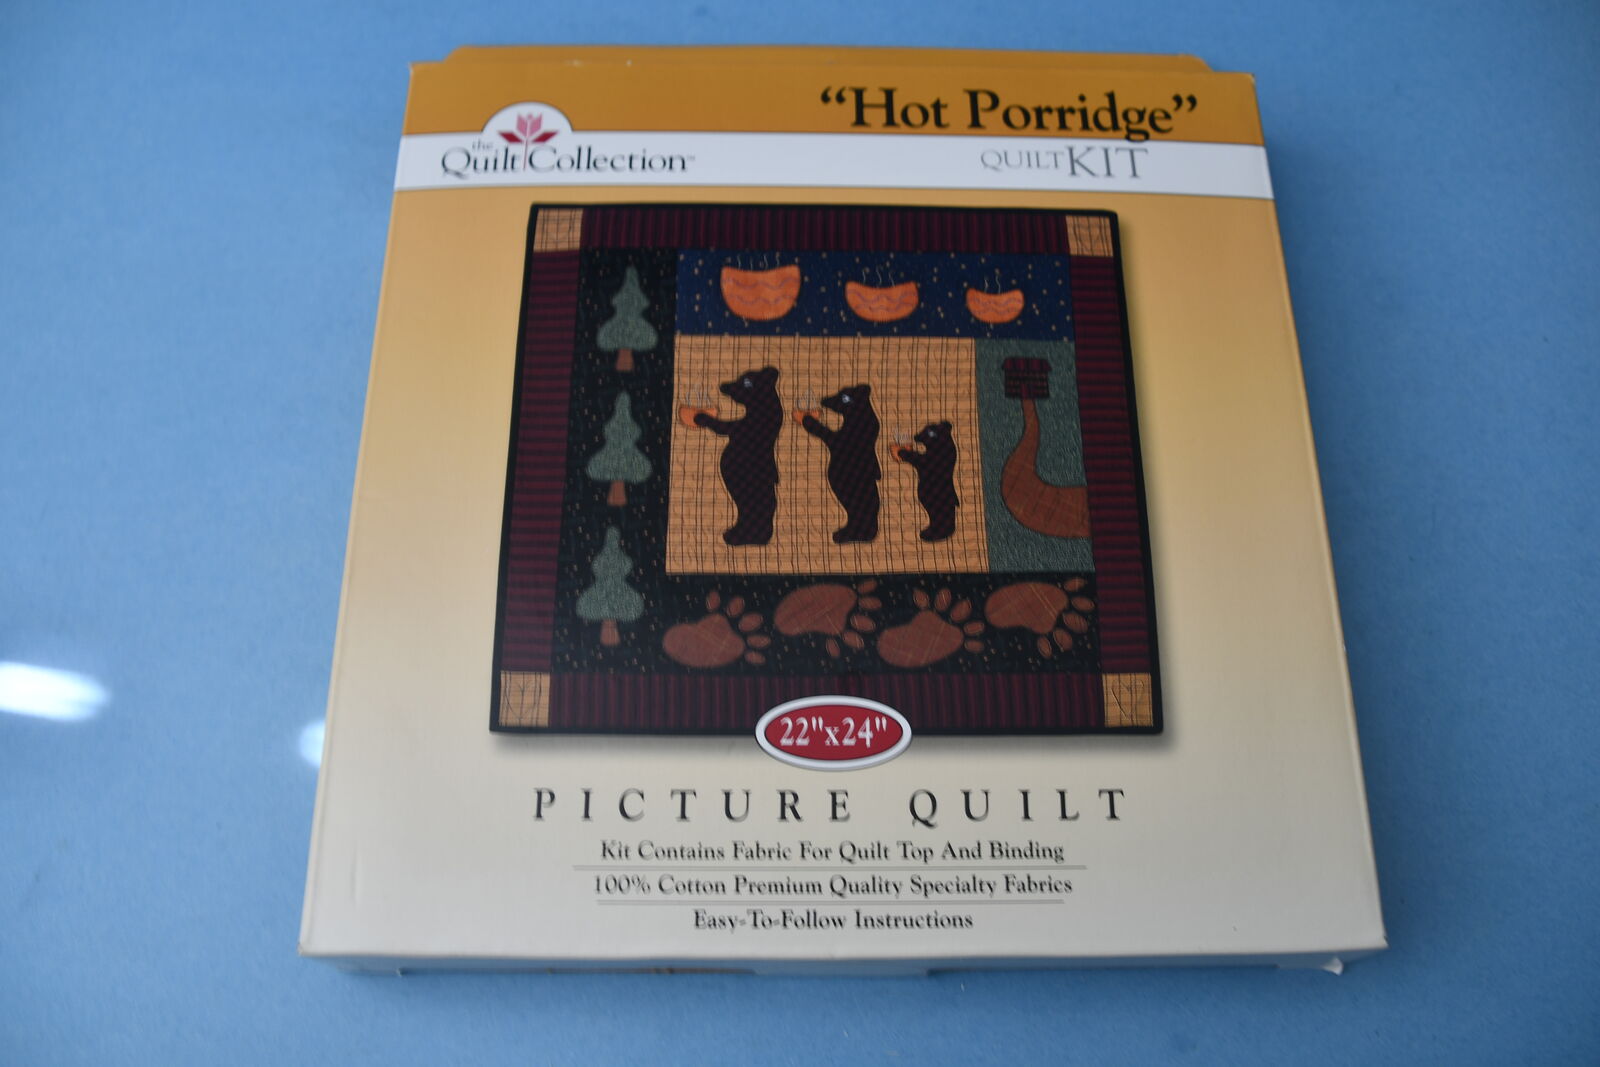 "Hot Porridge"
the
Quilt Collection™
QUILT KIT
22"x24"
PICTURE QUILT
Kit Contains Fabric For Quilt Top And Binding
100% Cotton Premium Quality Specialty Fabrics
Easy-To-Follow Instructions